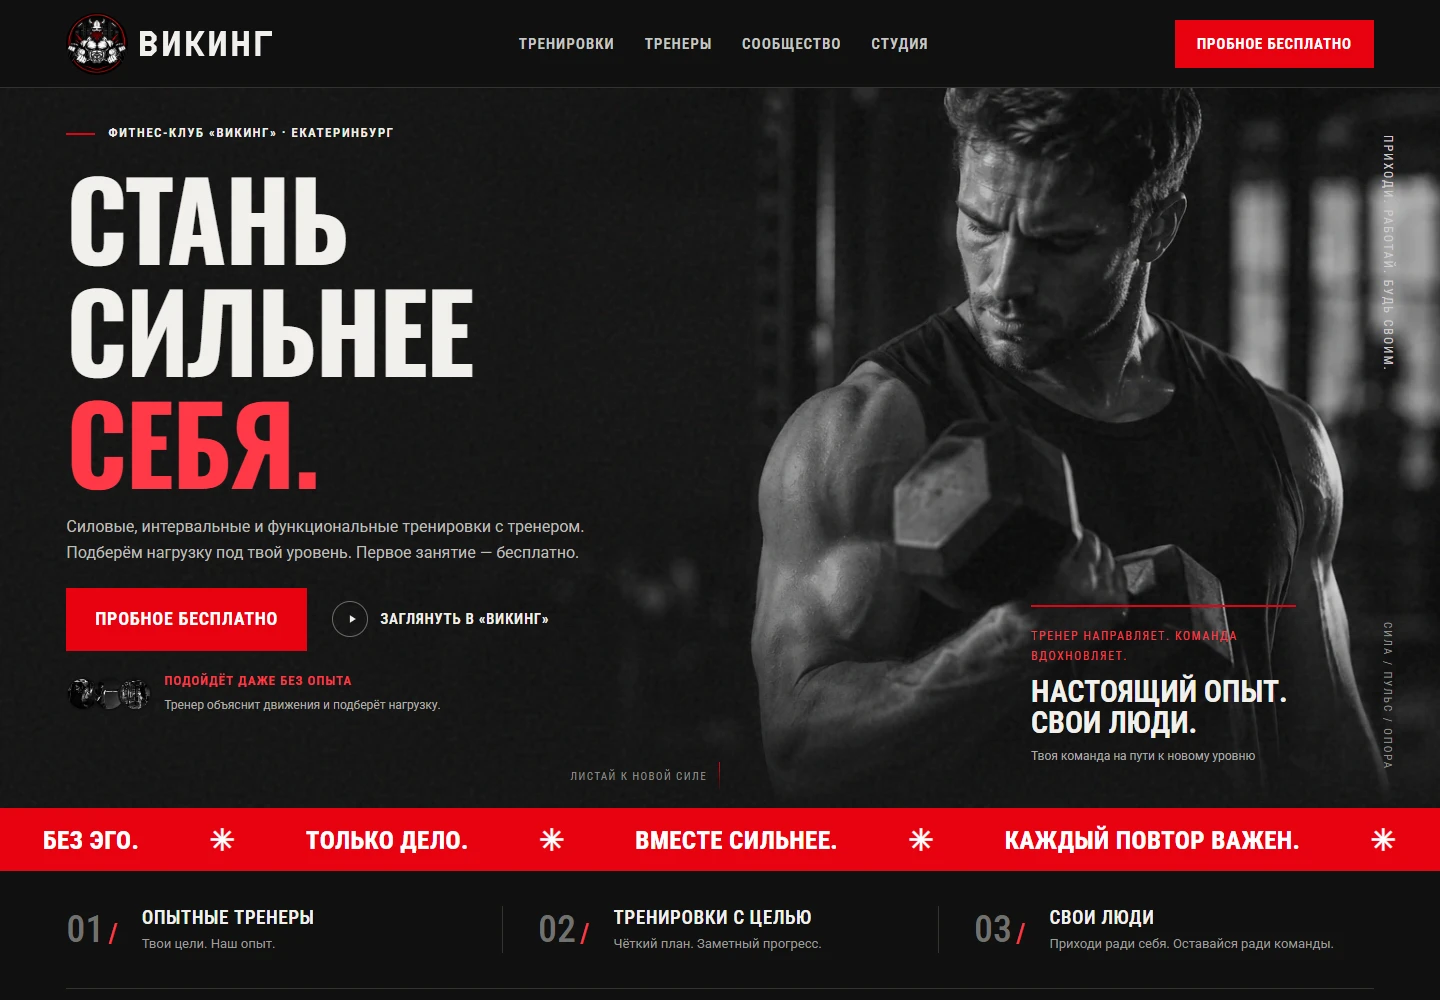 ВИКИНГ
ТРЕНИРОВКИ ТРЕНЕРЫ СООБЩЕСТВО СТУДИЯ
ПРОБНОЕ БЕСПЛАТНО
ФИТНЕС-КЛУБ «ВИКИНГ» · ЕКАТЕРИНБУРГ
СТАНЬ
СИЛЬНЕЕ
СЕБЯ.
Силовые, интервальные и функциональные тренировки с тренером.
Подберём нагрузку под твой уровень. Первое занятие — бесплатно.
ПРОБНОЕ БЕСПЛАТНО
ЗАГЛЯНУТЬ В «ВИКИНГ»
ПОДОЙДЁТ ДАЖЕ БЕЗ ОПЫТА
Тренер объяснит движения и подберёт нагрузку.
ЛИСТАЙ К НОВОЙ СИЛЕ
ПРИХОДИ. РАБОТАЙ. БУДЬ СВОИМ.
ТРЕНЕР НАПРАВЛЯЕТ. КОМАНДА
ВДОХНОВЛЯЕТ.
НАСТОЯЩИЙ ОПЫТ.
СВОИ ЛЮДИ.
Твоя команда на пути к новому уровню
СИЛА / ПУЛЬС / ОПОРА
БЕЗ ЭГО. ✳ ТОЛЬКО ДЕЛО. ✳ ВМЕСТЕ СИЛЬНЕЕ. ✳ КАЖДЫЙ ПОВТОР ВАЖЕН. ✳
01/
ОПЫТНЫЕ ТРЕНЕРЫ
Твои цели. Наш опыт.
02/
ТРЕНИРОВКИ С ЦЕЛЬЮ
Чёткий план. Заметный прогресс.
03/
СВОИ ЛЮДИ
Приходи ради себя. Оставайся ради команды.